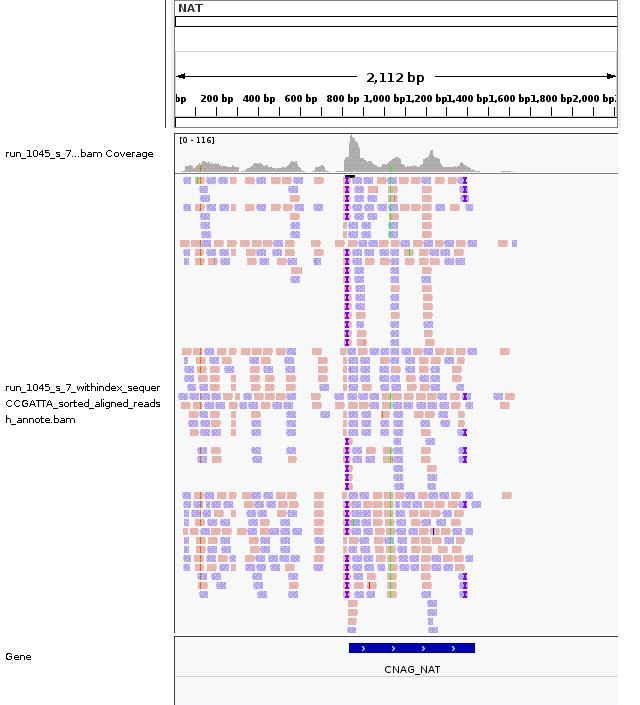 NAT
2,112 bp
bp 200 bp 400 bp 600 bp 800 bp 1,000 bp 1,200 bp 1,400 bp 1,600 bp 1,800 bp 2,000 bp
[0 - 116]
run_1045_s_7...bam Coverage
run_1045_s_7_withindex_sequer
CCGATTA_sorted_aligned_reads
h_annote.bam
Gene
CNAG_NAT